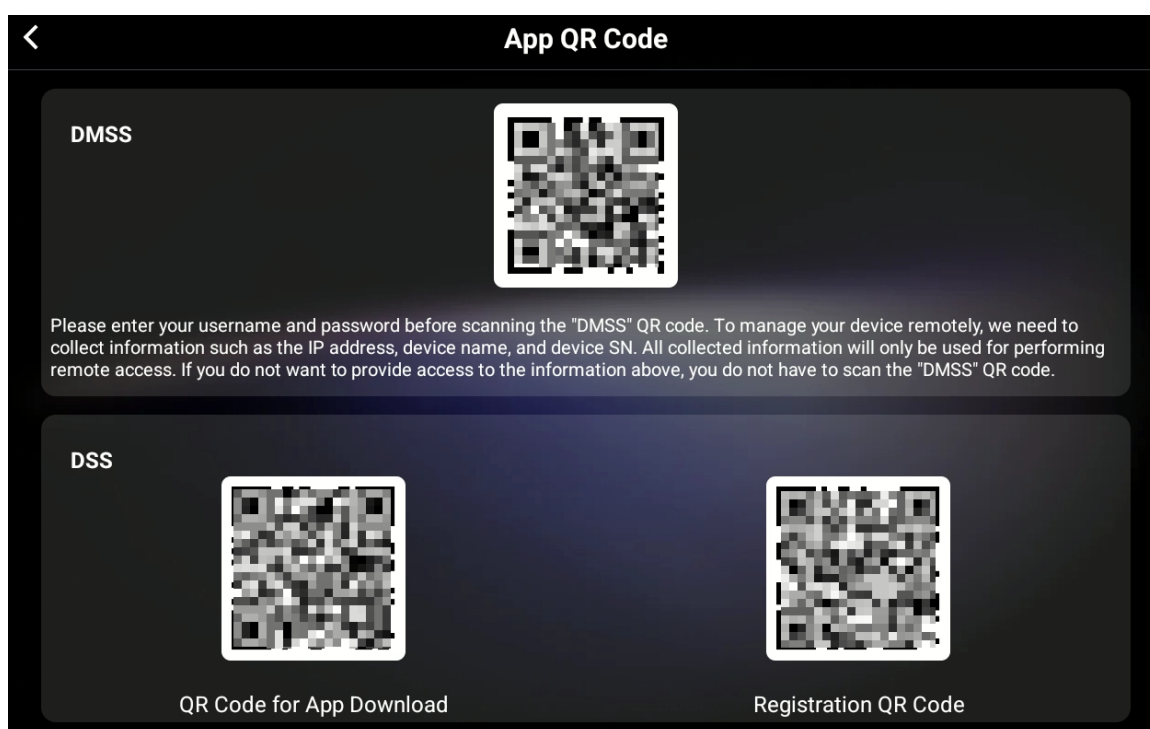 App QR Code
DMSS
Please enter your username and password before scanning the "DMSS" QR code. To manage your device remotely, we need to
collect information such as the IP address, device name, and device SN. All collected information will only be used for performing
remote access. If you do not want to provide access to the information above, you do not have to scan the "DMSS" QR code.
DSS
QR Code for App Download
Registration QR Code